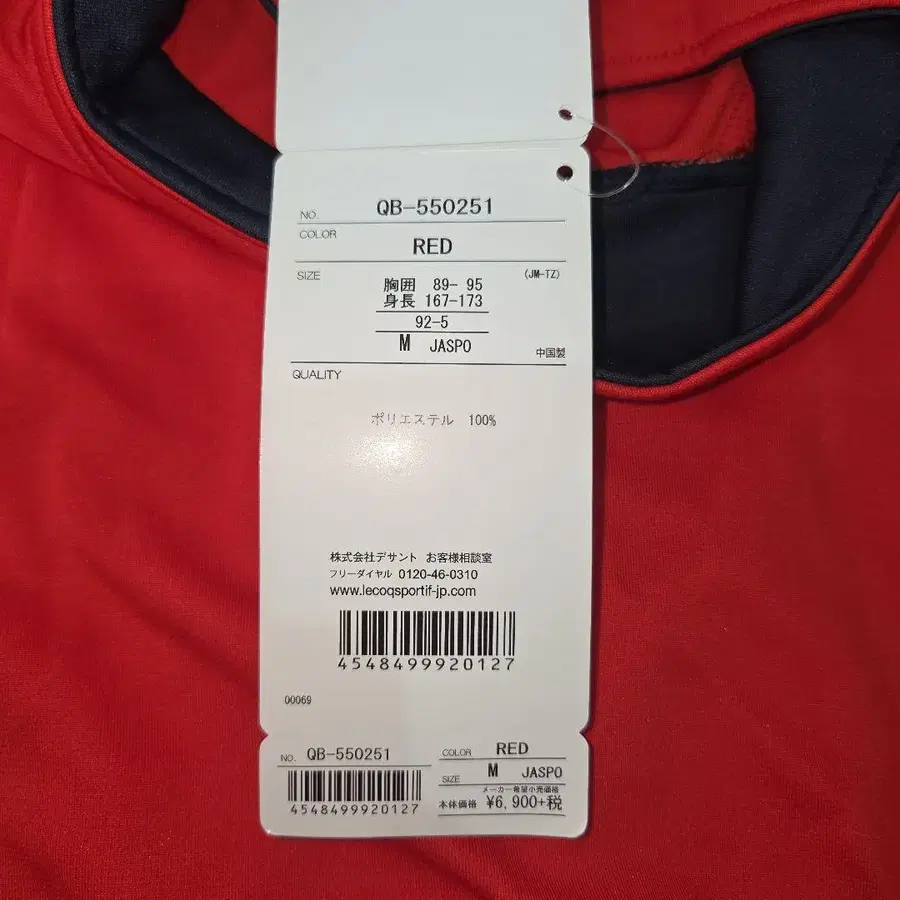 NO. QB-550251
COLOR
RED
SIZE
(JM-TZ)
胸囲 89- 95
身長 167-173
92-5
M JASPO
中国製
QUALITY
ポリエステル 100%
株式会社デサント お客様相談室
フリーダイヤル 0120-46-0310
www.lecoqsportif-jp.com
4548499920127
00069
NO. QB-550251
4548499920127
COLOR RED
SIZE M JASPO
メーカー希望小売価格
本体価格 ¥6,900+税